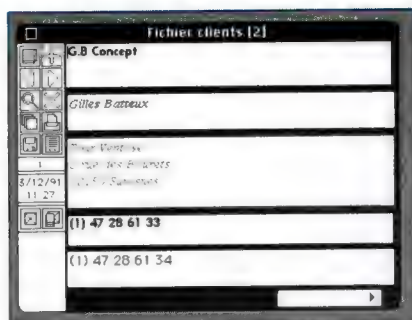 Fichier clients [2]
G.B Concept
Gilles Batteux
1
3/12/91
11 27
(1) 47 28 61 33
(1) 47 28 61 34